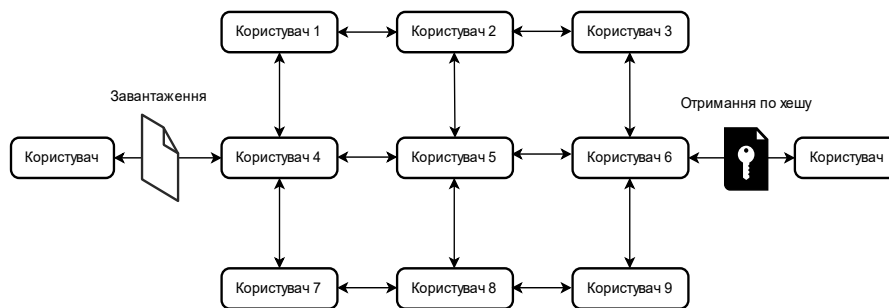 Користувач 1
Користувач 2
Користувач 3
Завантаження
Отримання по хешу
Користувач
Користувач 4
Користувач 5
Користувач 6
Користувач
Користувач 7
Користувач 8
Користувач 9